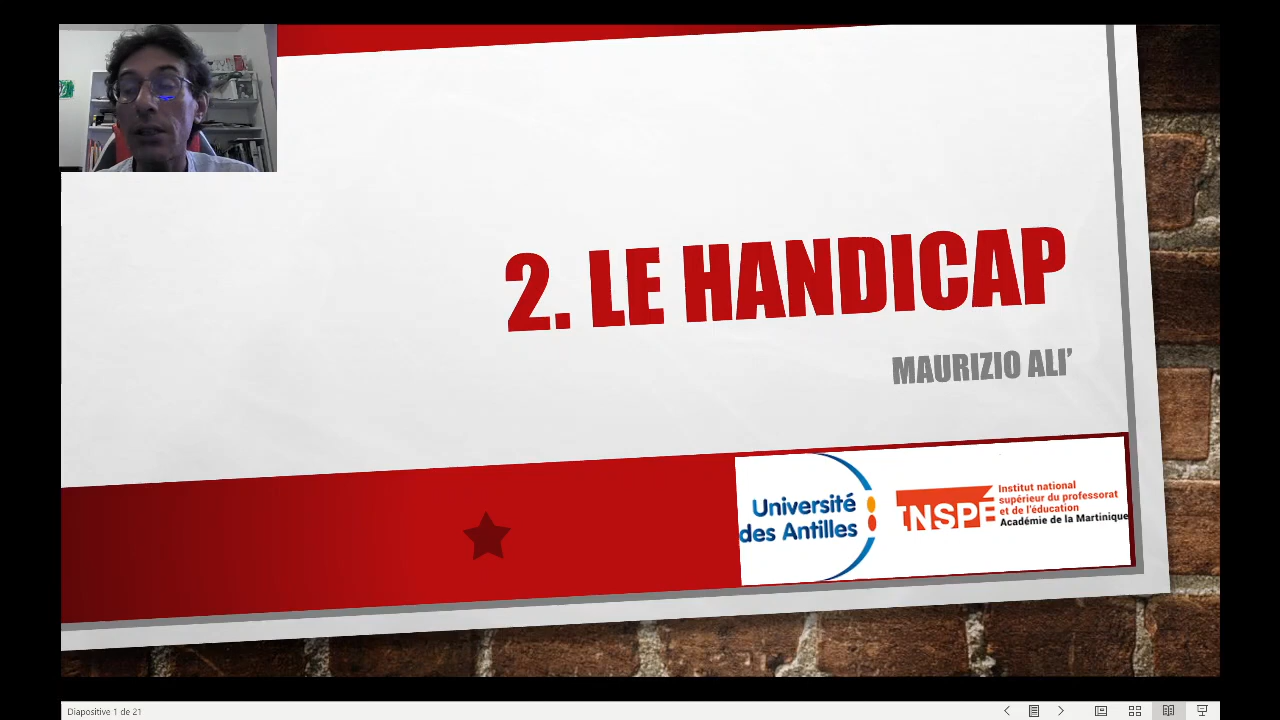 2. LE HANDICAP
MAURIZIO ALI’
Université
des Antilles
INSPÉ
Institut national
supérieur du professorat
et de l'éducation
Académie de la Martinique
Diapositive 1 de 21